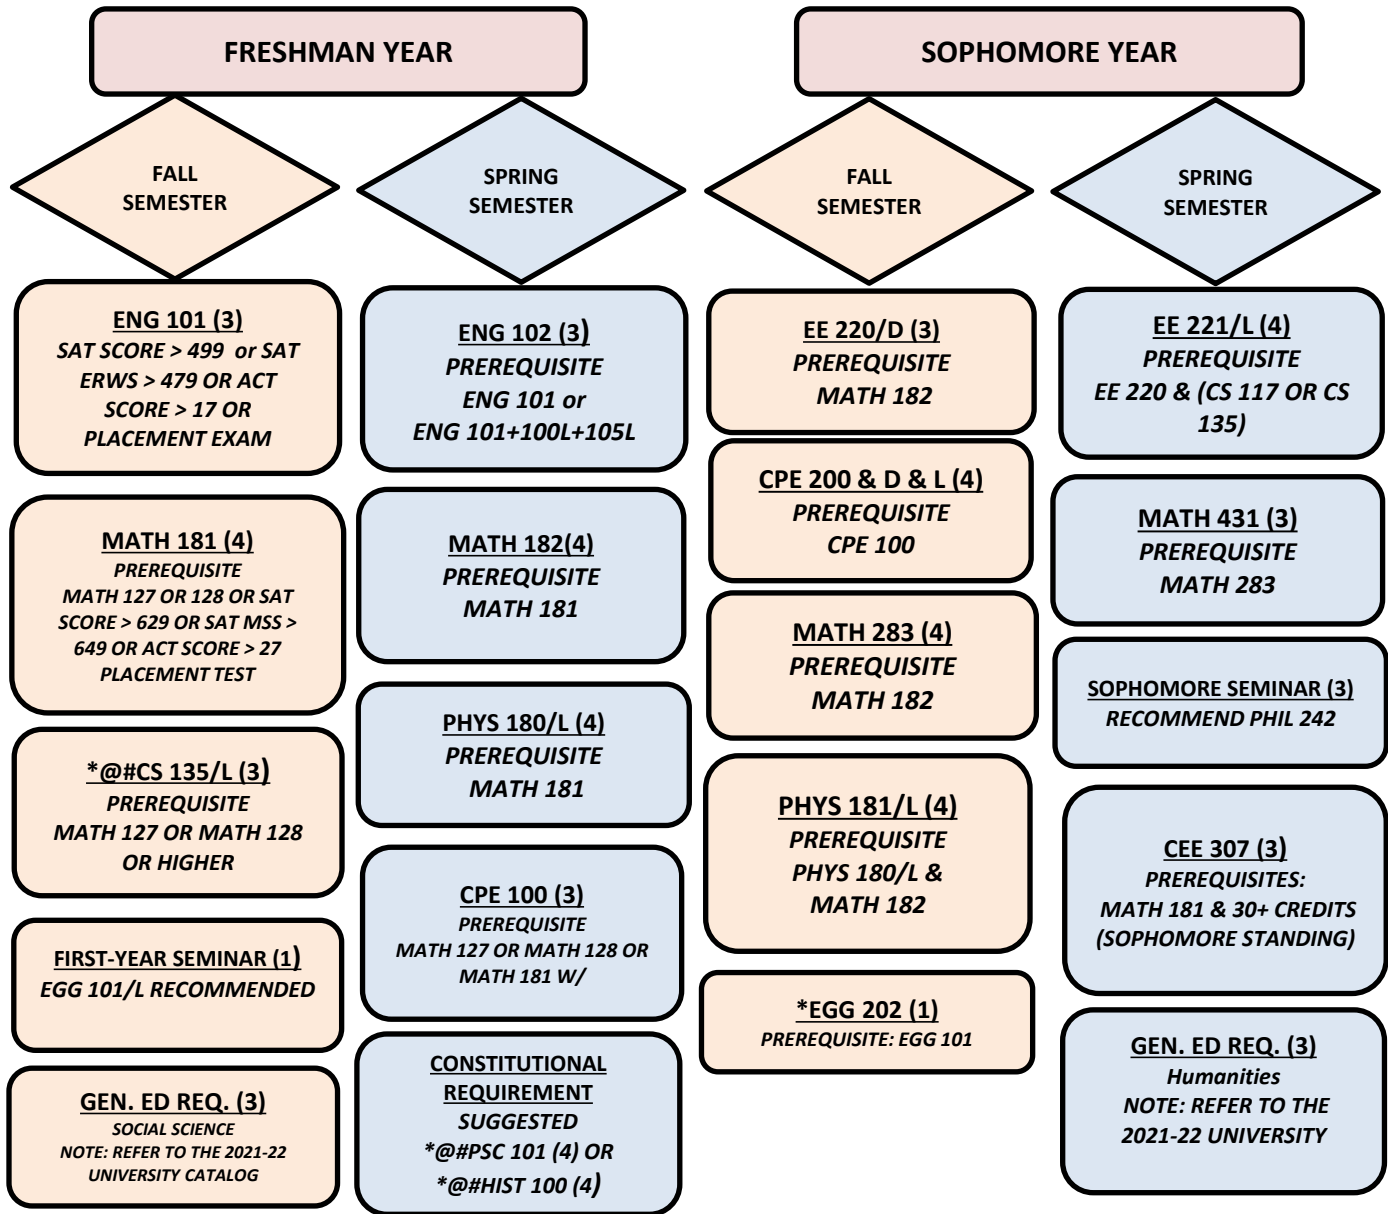 FRESHMAN YEAR
FALL
SEMESTER
ENG 101 (3)
SAT SCORE > 499 or SAT
ERWS > 479 OR ACT
SCORE > 17 OR
PLACEMENT EXAM
MATH 181 (4)
PREREQUISITE
MATH 127 OR 128 OR SAT
SCORE > 629 OR SAT MSS >
649 OR ACT SCORE > 27
PLACEMENT TEST
*@#CS 135/L (3)
PREREQUISITE
MATH 127 OR MATH 128
OR HIGHER
FIRST-YEAR SEMINAR (1)
EGG 101/L RECOMMENDED
GEN. ED REQ. (3)
SOCIAL SCIENCE
NOTE: REFER TO THE 2021-22
UNIVERSITY CATALOG
SPRING
SEMESTER
ENG 102 (3)
PREREQUISITE
ENG 101 or
ENG 101+100L+105L
MATH 182(4)
PREREQUISITE
MATH 181
PHYS 180/L (4)
PREREQUISITE
MATH 181
CPE 100 (3)
PREREQUISITE
MATH 127 OR MATH 128 OR
MATH 181 W/
CONSTITUTIONAL
REQUIREMENT
SUGGESTED
*@#PSC 101 (4) OR
*@#HIST 100 (4)
SOPHOMORE YEAR
FALL
SEMESTER
EE 220/D (3)
PREREQUISITE
MATH 182
CPE 200 & D & L (4)
PREREQUISITE
CPE 100
MATH 283 (4)
PREREQUISITE
MATH 182
PHYS 181/L (4)
PREREQUISITE
PHYS 180/L &
MATH 182
*EGG 202 (1)
PREREQUISITE: EGG 101
SPRING
SEMESTER
EE 221/L (4)
PREREQUISITE
EE 220 & (CS 117 OR CS
135)
MATH 431 (3)
PREREQUISITE
MATH 283
SOPHOMORE SEMINAR (3)
RECOMMEND PHIL 242
CEE 307 (3)
PREREQUISITES:
MATH 181 & 30+ CREDITS
(SOPHOMORE STANDING)
GEN. ED REQ. (3)
Humanities
NOTE: REFER TO THE
2021-22 UNIVERSITY